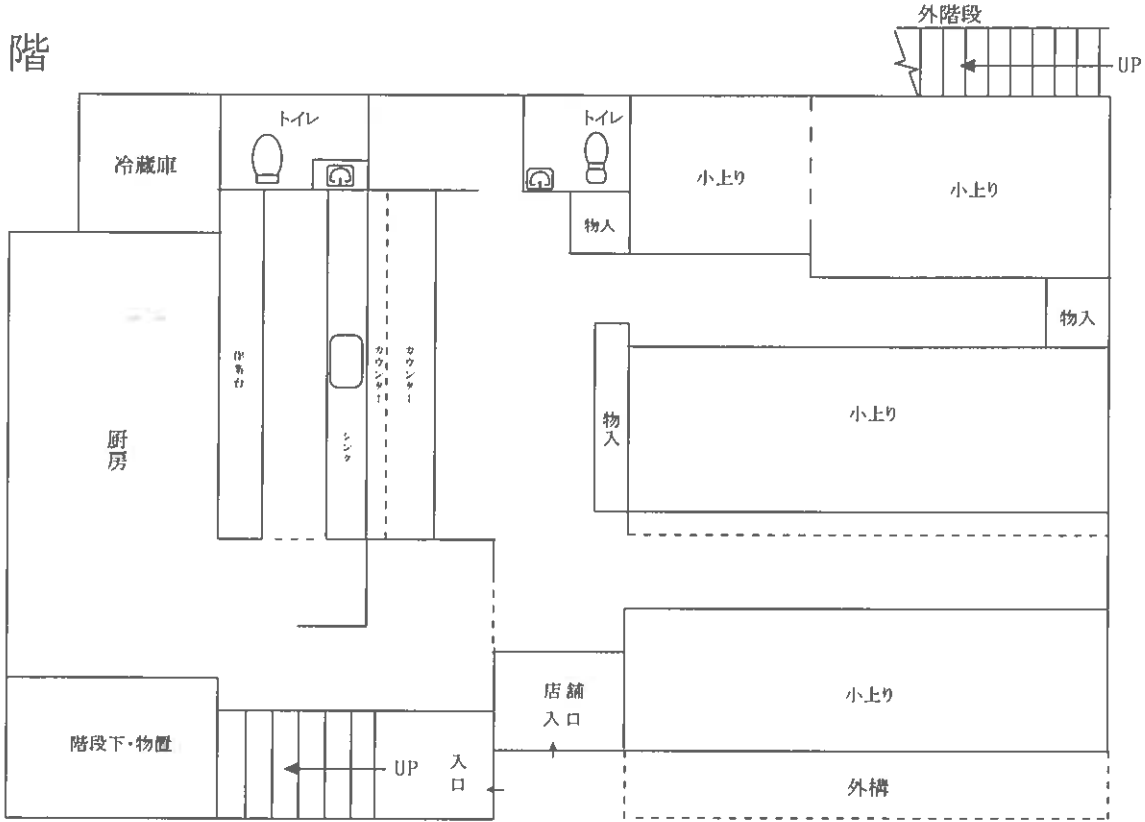 外階段
階
UP
トイレ
トイレ
冷蔵庫
小上り
小上り
物入
物入
カウンター
カウンター
小上り
物入
シンク
厨房
小上り
店舗
入口
階段下・物置
UP
入口
外構